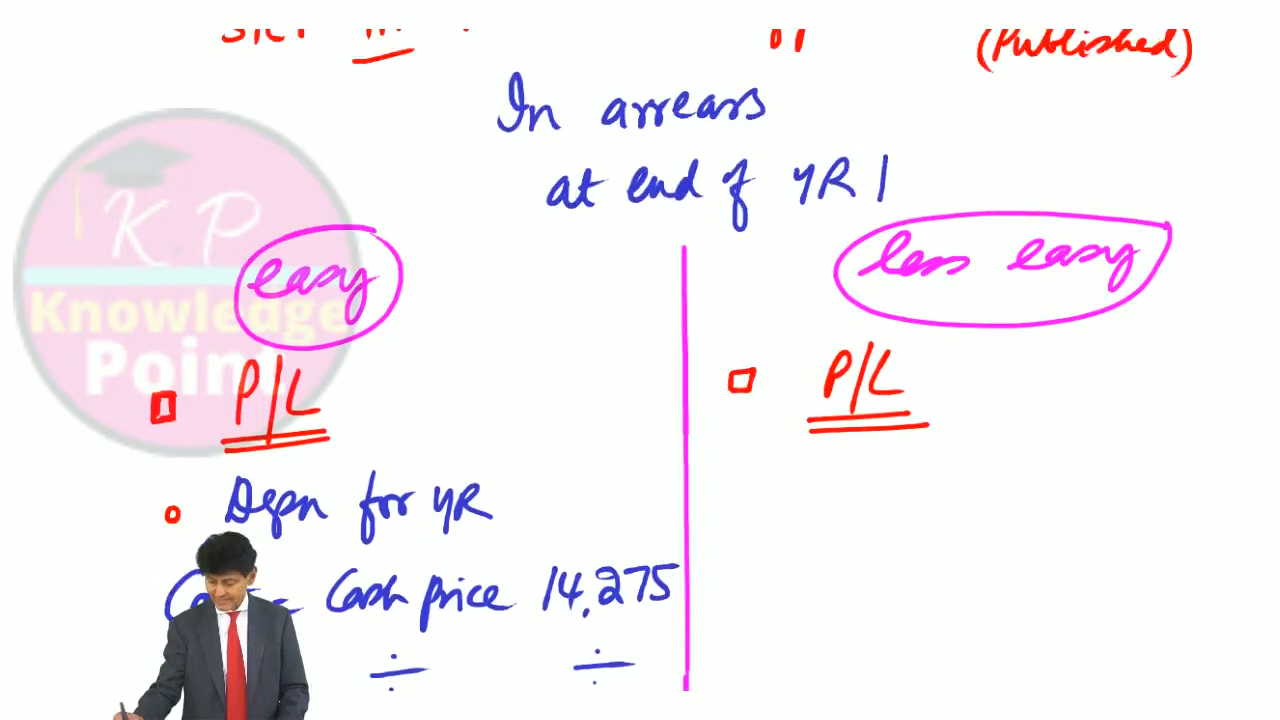 (Published)
In arrears
at end of YR 1
K P
Knowledge
Point
easy
less easy
P/L
P/L
Depn for YR
Cash price 14,275
÷ ÷